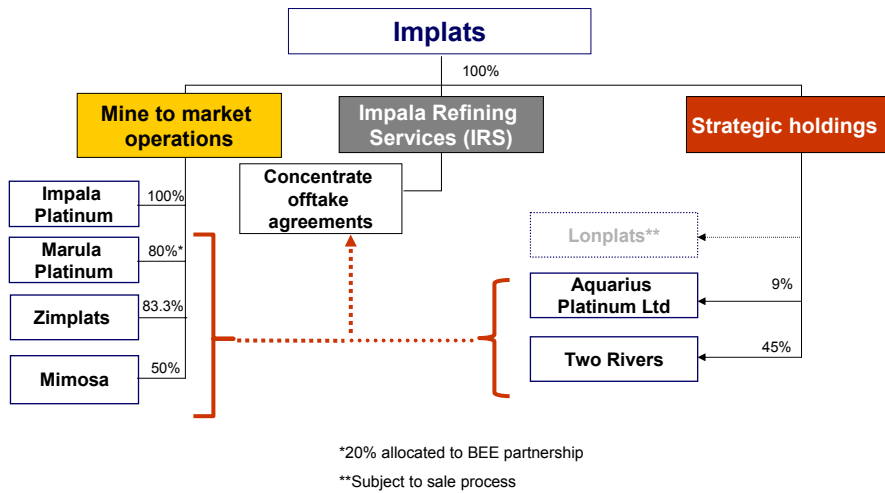 Implats
100%
Mine to market
operations
Impala Refining
Services (IRS)
Strategic holdings
Concentrate
offtake
agreements
Impala
Platinum
100%
Marula
Platinum
80%*
Zimplats
83.3%
Mimosa
50%
Lonplats**
Aquarius
Platinum Ltd
9%
Two Rivers
45%
*20% allocated to BEE partnership
**Subject to sale process